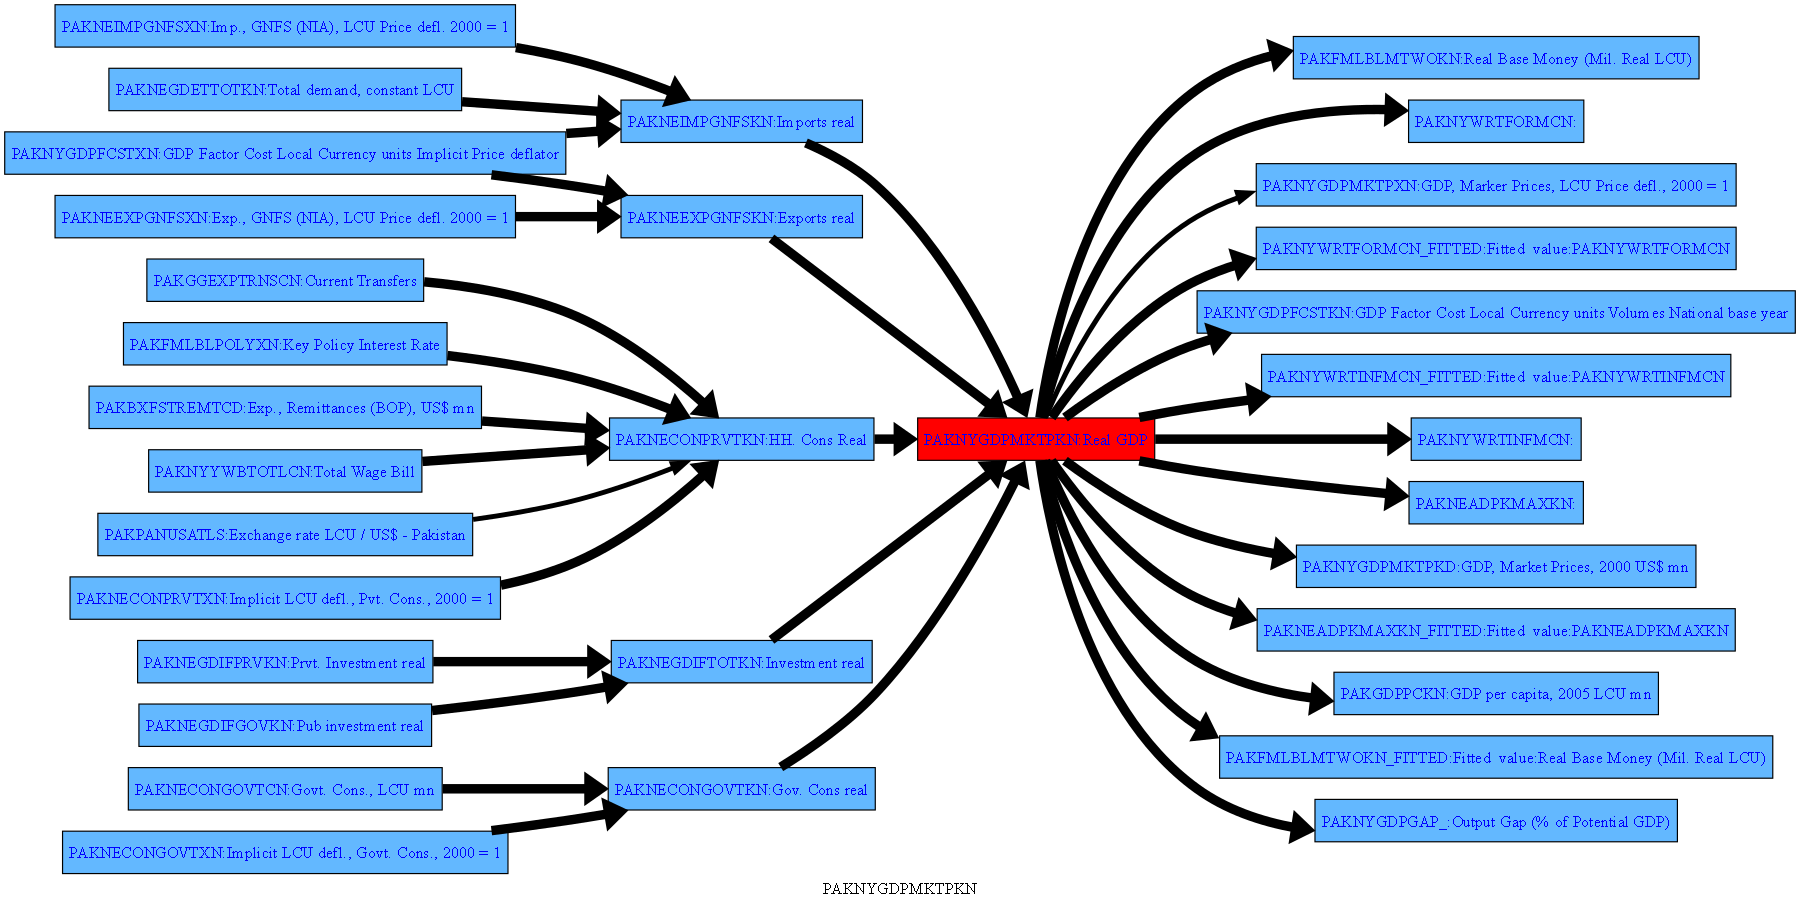 PAKNEIMPGNFSXN:Imp., GNFS (NIA), LCU Price defl. 2000 = 1
PAKNEGDETTOTKN:Total demand, constant LCU
PAKNYGDPFCSTXN:GDP Factor Cost Local Currency units Implicit Price deflator
PAKNEEXPGNFSXN:Exp., GNFS (NIA), LCU Price defl. 2000 = 1
PAKGGEXPTRNSCN:Current Transfers
PAKFMLBLPOLYXN:Key Policy Interest Rate
PAKBXFSTREMTCD:Exp., Remittances (BOP), US$ mn
PAKNYYWBTOTLCN:Total Wage Bill
PAKPANUSATLS:Exchange rate LCU / US$ - Pakistan
PAKNECONPRVTXN:Implicit LCU defl., Pvt. Cons., 2000 = 1
PAKNEGDIFPRVKN:Prvt. Investment real
PAKNEGDIFGOVKN:Pub investment real
PAKNECONGOVTCN:Govt. Cons., LCU mn
PAKNECONGOVTXN:Implicit LCU defl., Govt. Cons., 2000 = 1
PAKNEIMPGNFSKN:Imports real
PAKNEEXPGNFSKN:Exports real
PAKNECONPRVTKN:HH. Cons Real
PAKNEGDIFTOTKN:Investment real
PAKNECONGOVTKN:Gov. Cons real
PAKNYGDPMKTPKN:Real GDP
PAKFMLBLMTWOKN:Real Base Money (Mil. Real LCU)
PAKNYWRTFORMCN:
PAKNYGDPMKTPXN:GDP, Marker Prices, LCU Price defl., 2000 = 1
PAKNYWRTFORMCN_FITTED:Fitted value:PAKNYWRTFORMCN
PAKNYGDPFCSTKN:GDP Factor Cost Local Currency units Volumes National base year
PAKNYWRTINFMCN_FITTED:Fitted value:PAKNYWRTINFMCN
PAKNYWRTINFMCN:
PAKNEADPKMAXKN:
PAKNYGDPMKTPKD:GDP, Market Prices, 2000 US$ mn
PAKNEADPKMAXKN_FITTED:Fitted value:PAKNEADPKMAXKN
PAKGDPPCKN:GDP per capita, 2005 LCU mn
PAKFMLBLMTWOKN_FITTED:Fitted value:Real Base Money (Mil. Real LCU)
PAKNYGDPGAP_:Output Gap (% of Potential GDP)
PAKNYGDPMKTPKN